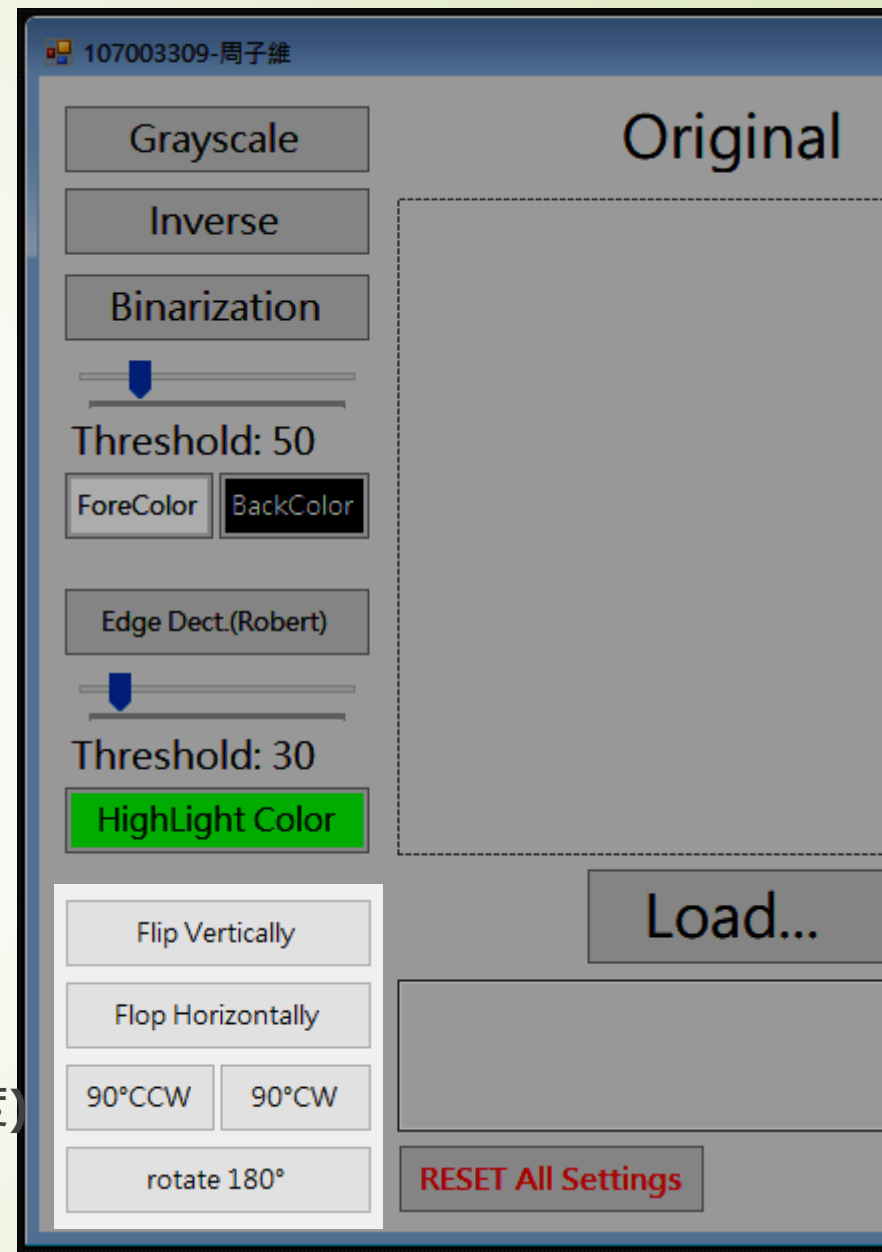 107003309-周子維
Grayscale
Original
Inverse
Binarization
Threshold: 50
ForeColor BackColor
Edge Dect.(Robert)
Threshold: 30
HighLight Color
Flip Vertically
Load...
Flop Horizontally
90°CCW 90°CW
)
rotate 180°
RESET All Settings